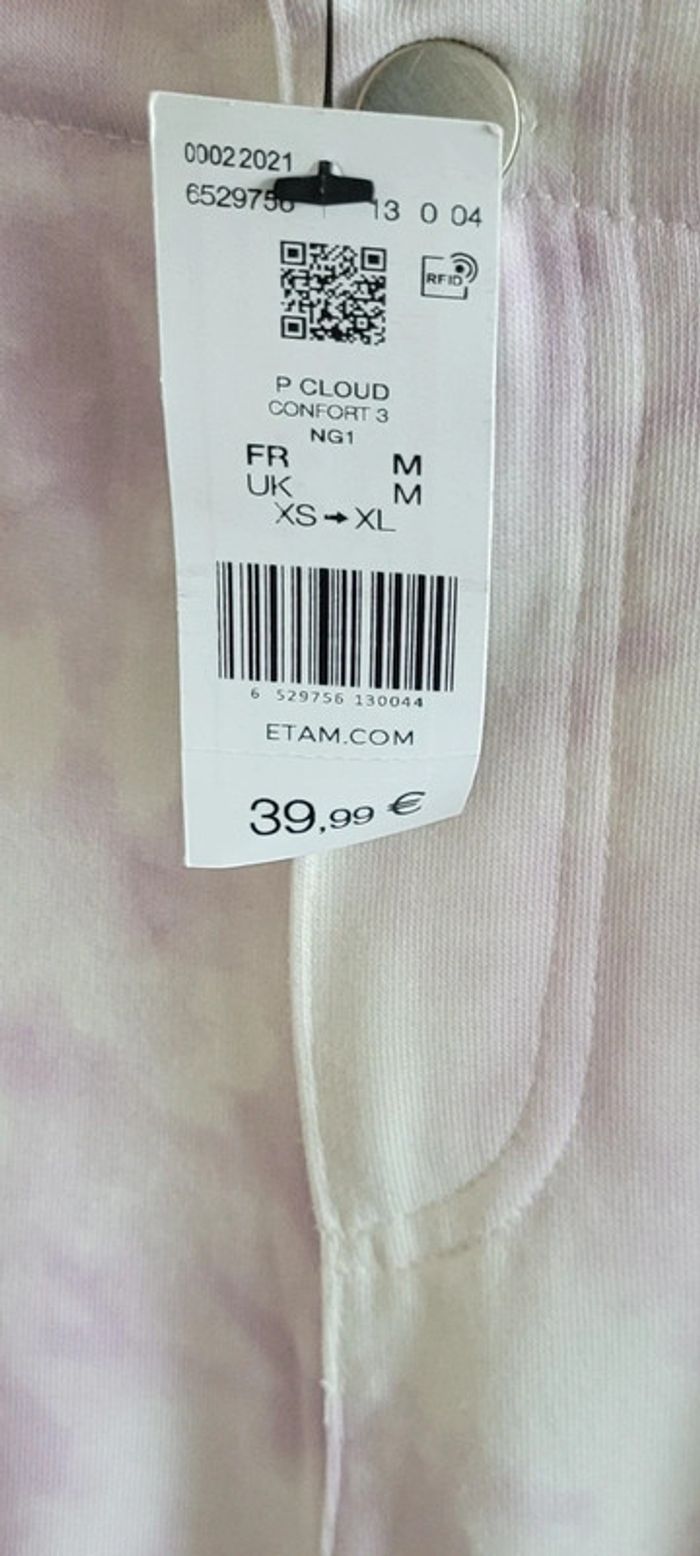 00022021
6529756 13 0 04
RFID
P CLOUD
CONFORT 3
NG1
FR M
UK M
XS → XL
6 529756 130044
ETAM.COM
39,99 €